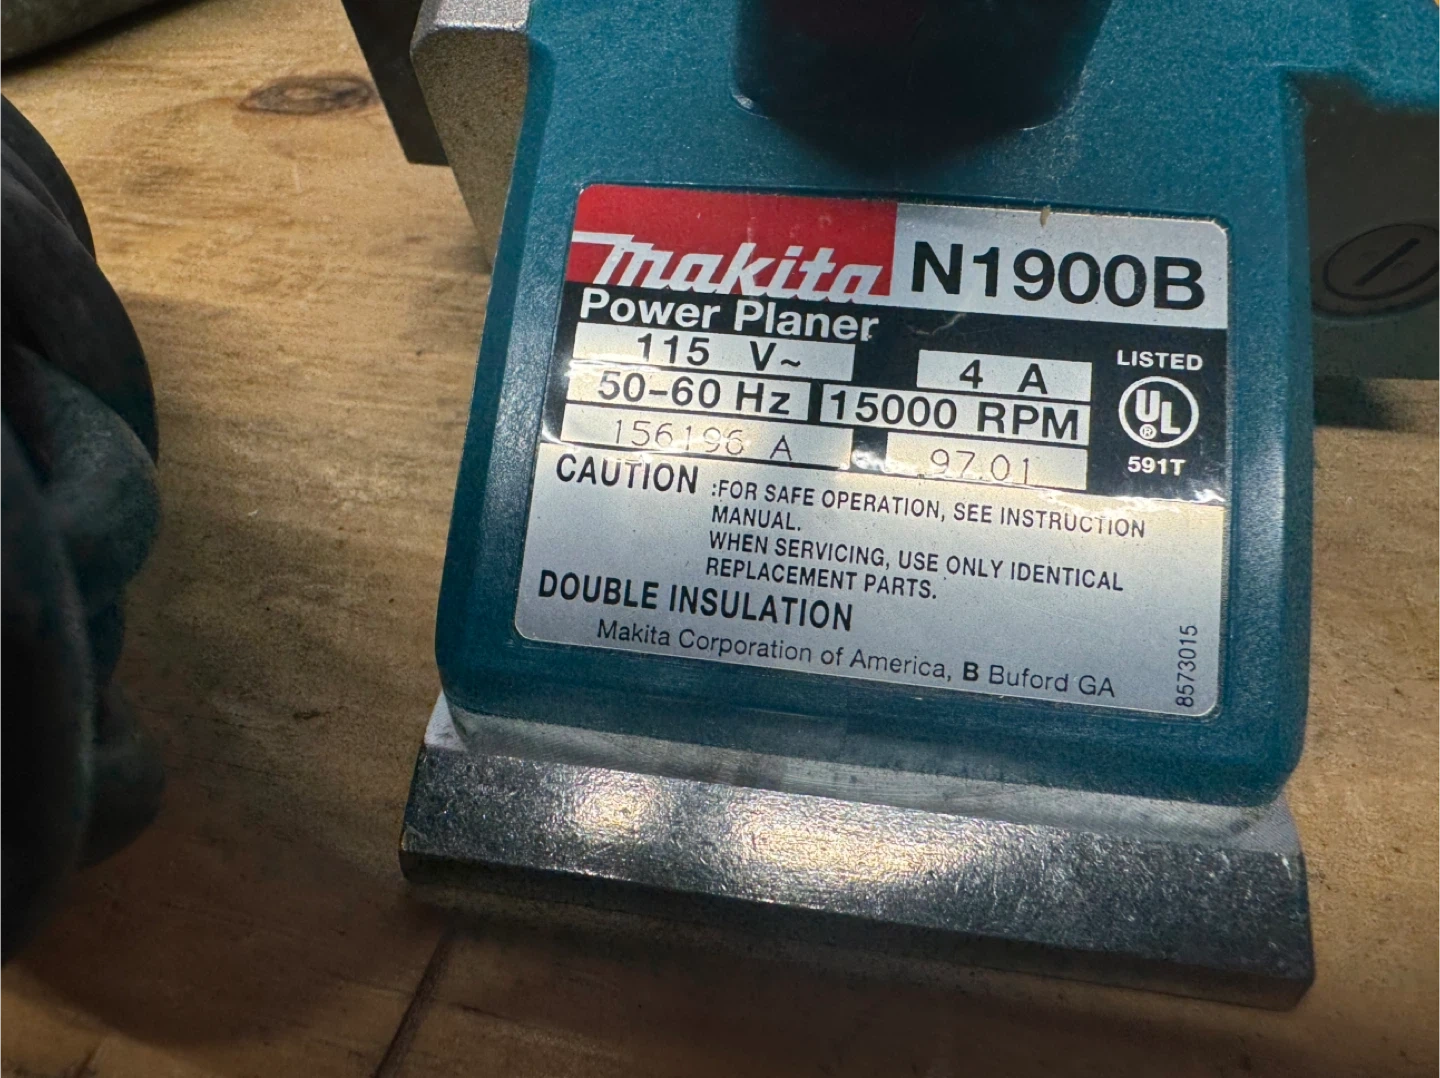 makita N1900B
Power Planer
115 V~ 4 A
50-60 Hz 15000 RPM
156196 A 97.01
LISTED
UL
®
591T
CAUTION :FOR SAFE OPERATION, SEE INSTRUCTION
MANUAL.
WHEN SERVICING, USE ONLY IDENTICAL
REPLACEMENT PARTS.
DOUBLE INSULATION
Makita Corporation of America, B Buford GA
8573015